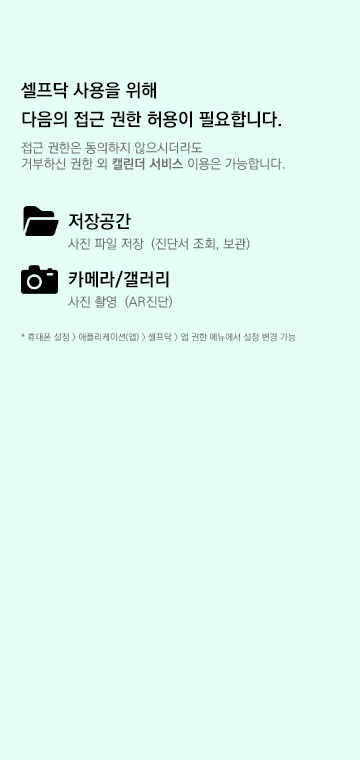 셀프닥 사용을 위해
다음의 접근 권한 허용이 필요합니다.
접근 권한은 동의하지 않으시더라도
거부하신 권한 외 캘린더 서비스 이용은 가능합니다.
저장공간
사진 파일 저장 (진단서 조회, 보관)
카메라/갤러리
사진 촬영 (AR진단)
* 휴대폰 설정 > 애플리케이션(앱) > 셀프닥 > 앱 권한 메뉴에서 설정 변경 가능